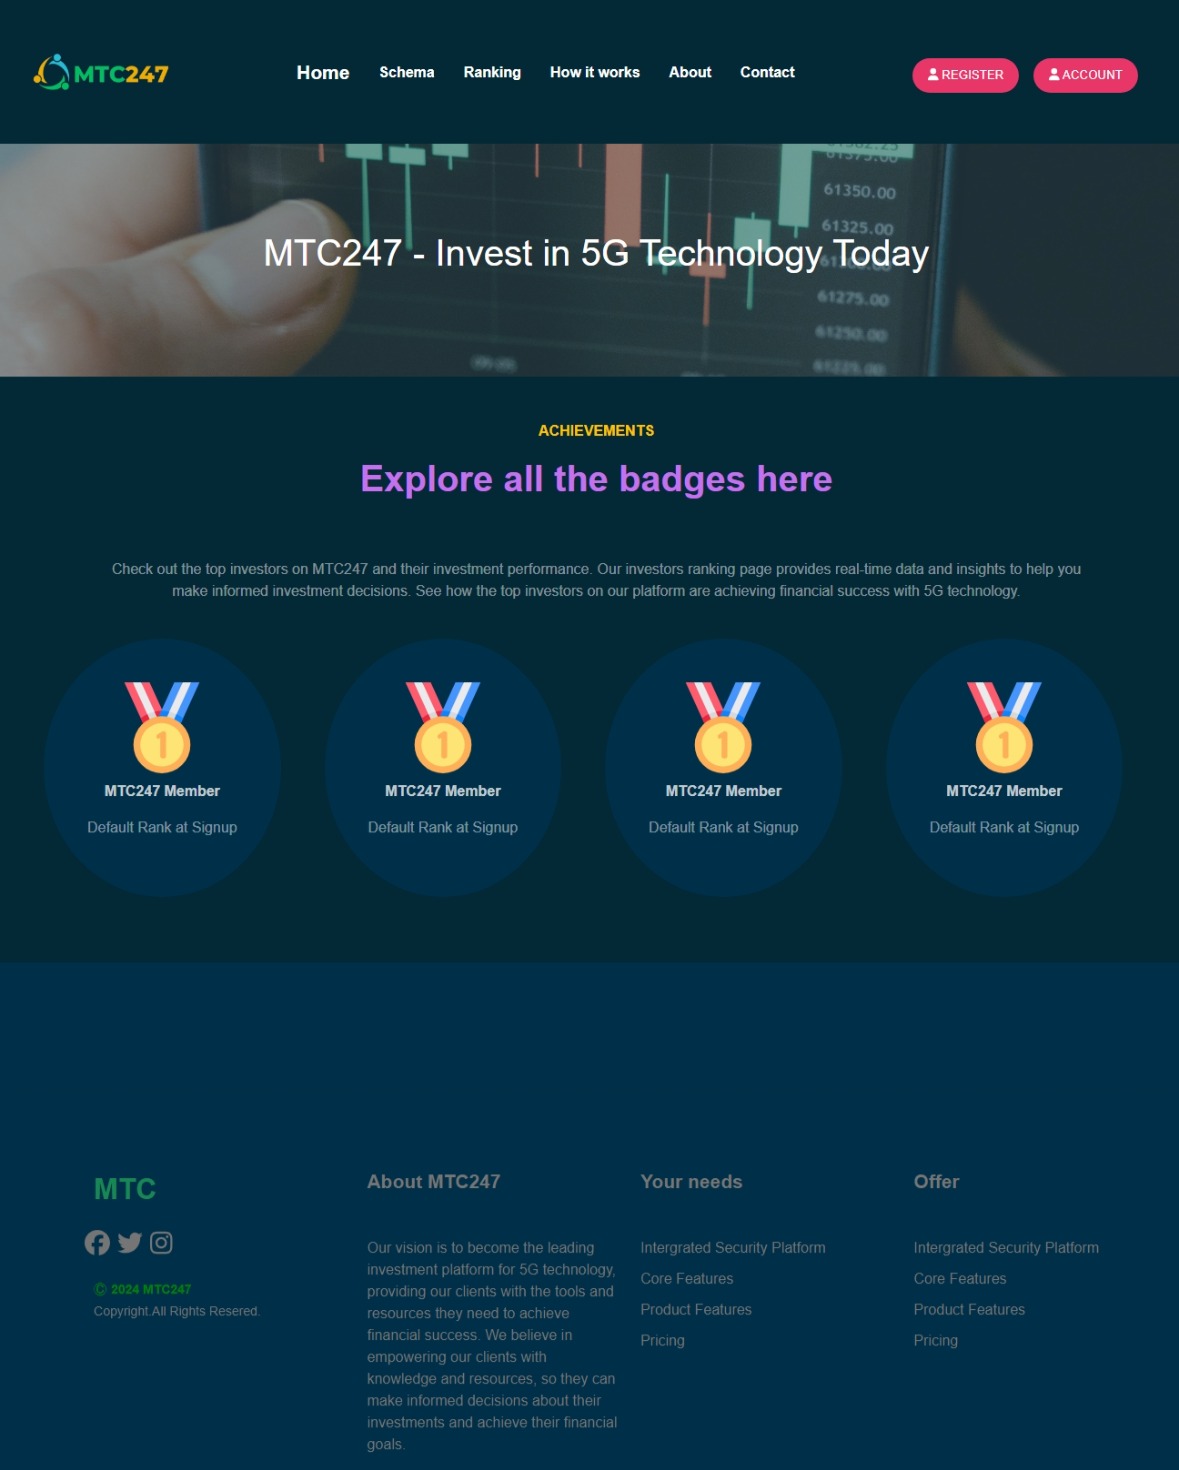 MTC247
Home Schema Ranking How it works About Contact
REGISTER ACCOUNT
61350.00
61325.00
MTC247 - Invest in 5G Technology Today
61275.00
61250.00
ACHIEVEMENTS
Explore all the badges here
Check out the top investors on MTC247 and their investment performance. Our investors ranking page provides real-time data and insights to help you
make informed investment decisions. See how the top investors on our platform are achieving financial success with 5G technology.
1 1 1 1
MTC247 Member MTC247 Member MTC247 Member MTC247 Member
Default Rank at Signup Default Rank at Signup Default Rank at Signup Default Rank at Signup
MTC
© 2024 MTC247
Copyright.All Rights Resered.
About MTC247
Our vision is to become the leading
investment platform for 5G technology,
providing our clients with the tools and
resources they need to achieve
financial success. We believe in
empowering our clients with
knowledge and resources, so they can
make informed decisions about their
investments and achieve their financial
goals.
Your needs
Intergrated Security Platform
Core Features
Product Features
Pricing
Offer
Intergrated Security Platform
Core Features
Product Features
Pricing